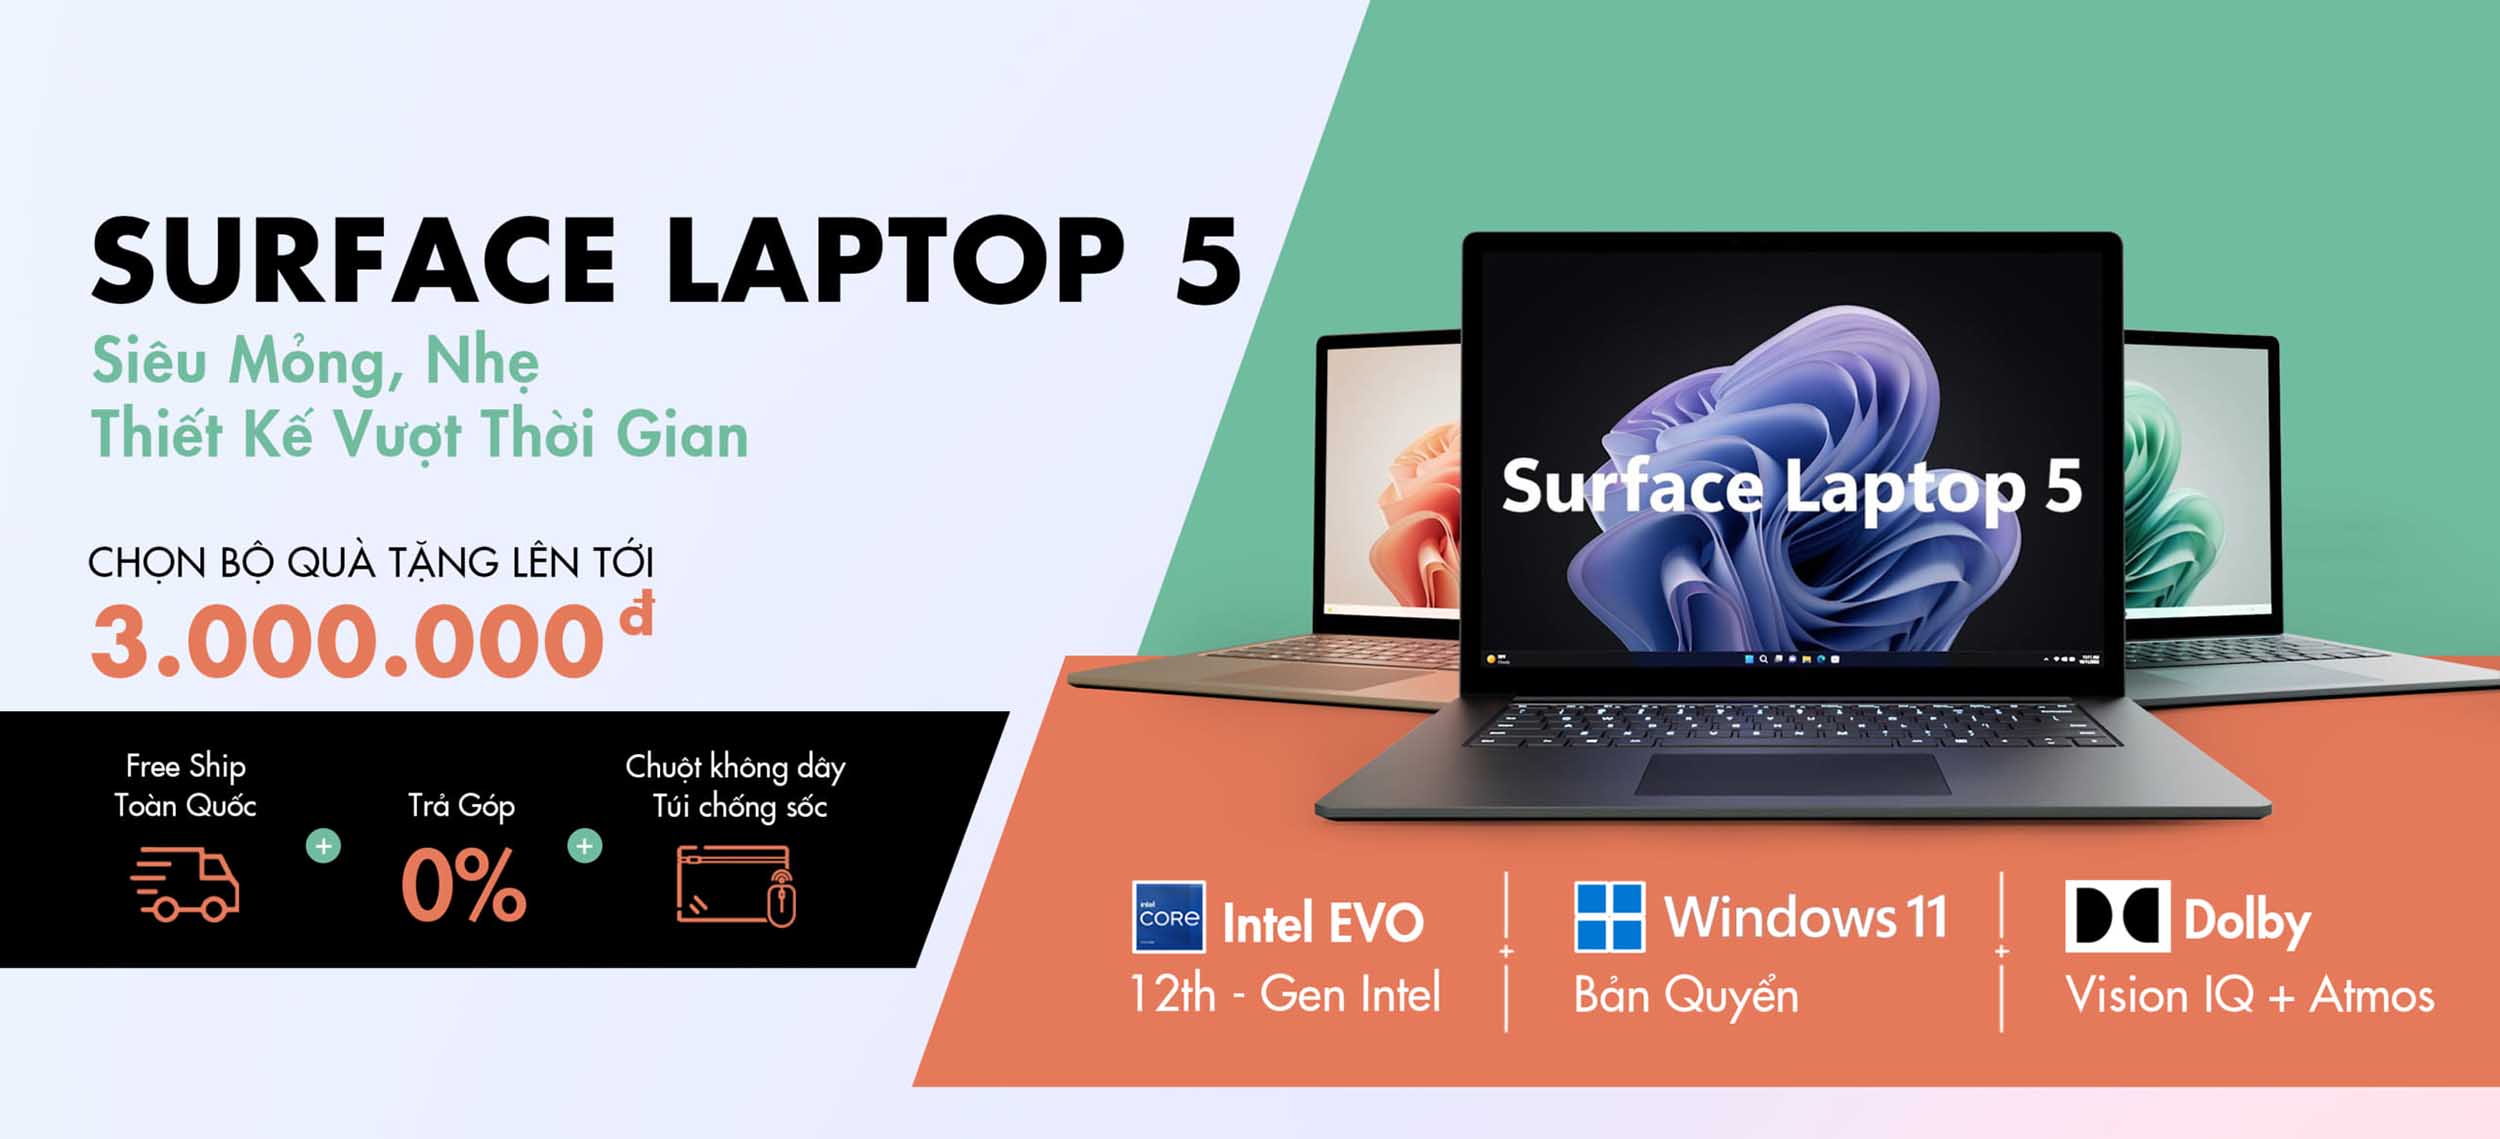 SURFACE LAPTOP 5
Siêu Mỏng, Nhẹ
Thiết Kế Vượt Thời Gian
CHỌN BỘ QUÀ TẶNG LÊN TỚI
3.000.000đ
Free Ship
Toàn Quốc
+
Trả Góp
0%
+
Chuột không dây
Túi chống sốc
Surface Laptop 5
intel
CORE
Intel EVO
12th - Gen Intel
+
Windows 11
Bản Quyển
+
Dolby
Vision IQ + Atmos